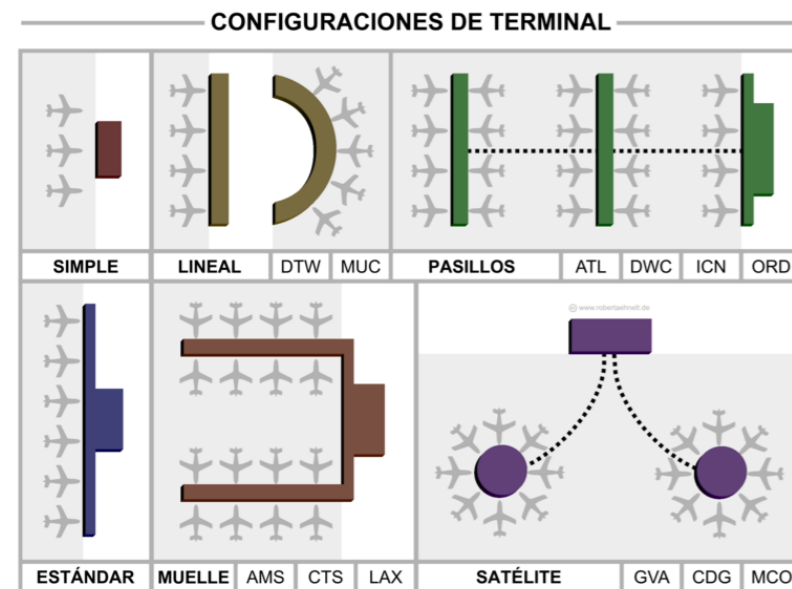 CONFIGURACIONES DE TERMINAL
SIMPLE
LINEAL DTW MUC
PASILLOS ATL DWC ICN ORD
www.robertaehnelt.de
ESTÁNDAR
MUELLE AMS CTS LAX
SATÉLITE GVA CDG MCO